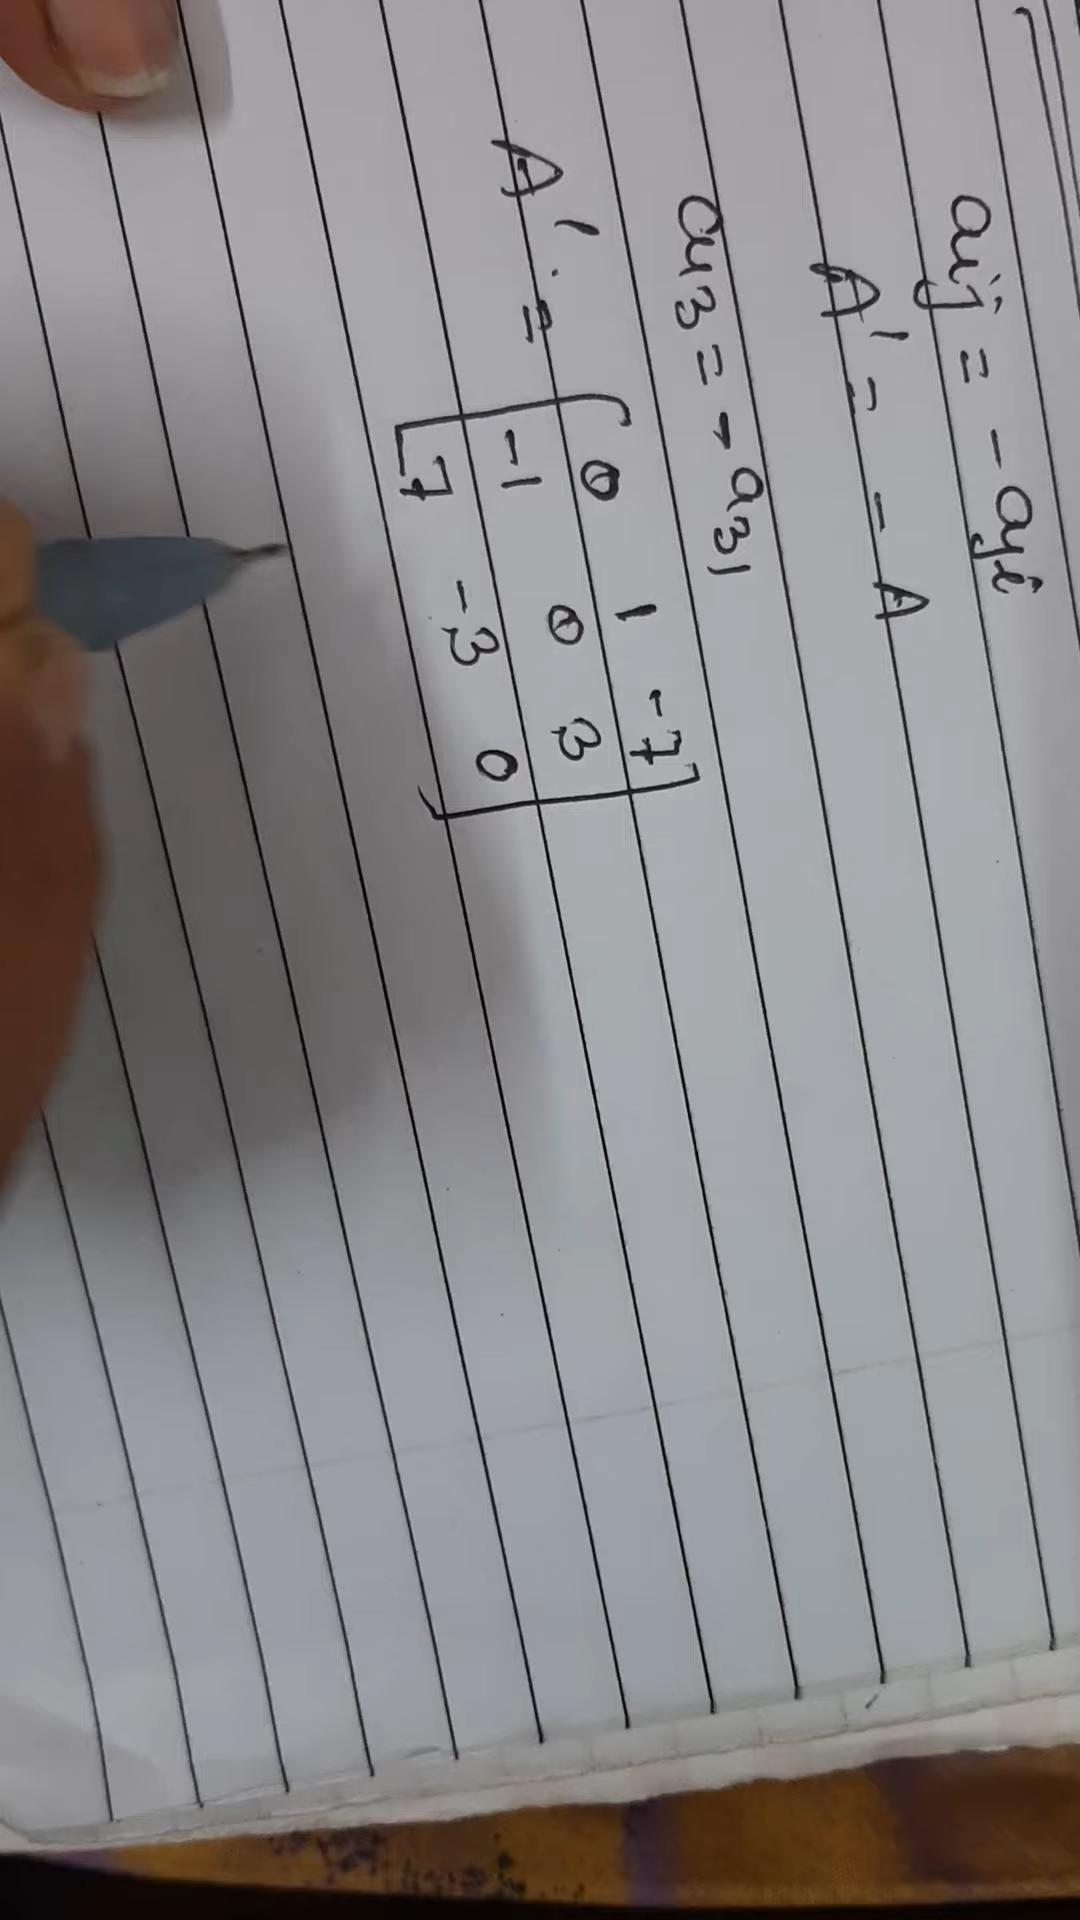 aij = - aji
A' = - A
a13 = - a31
A' = [ 0 1 -7
-1 0 3
7 -3 0 ]